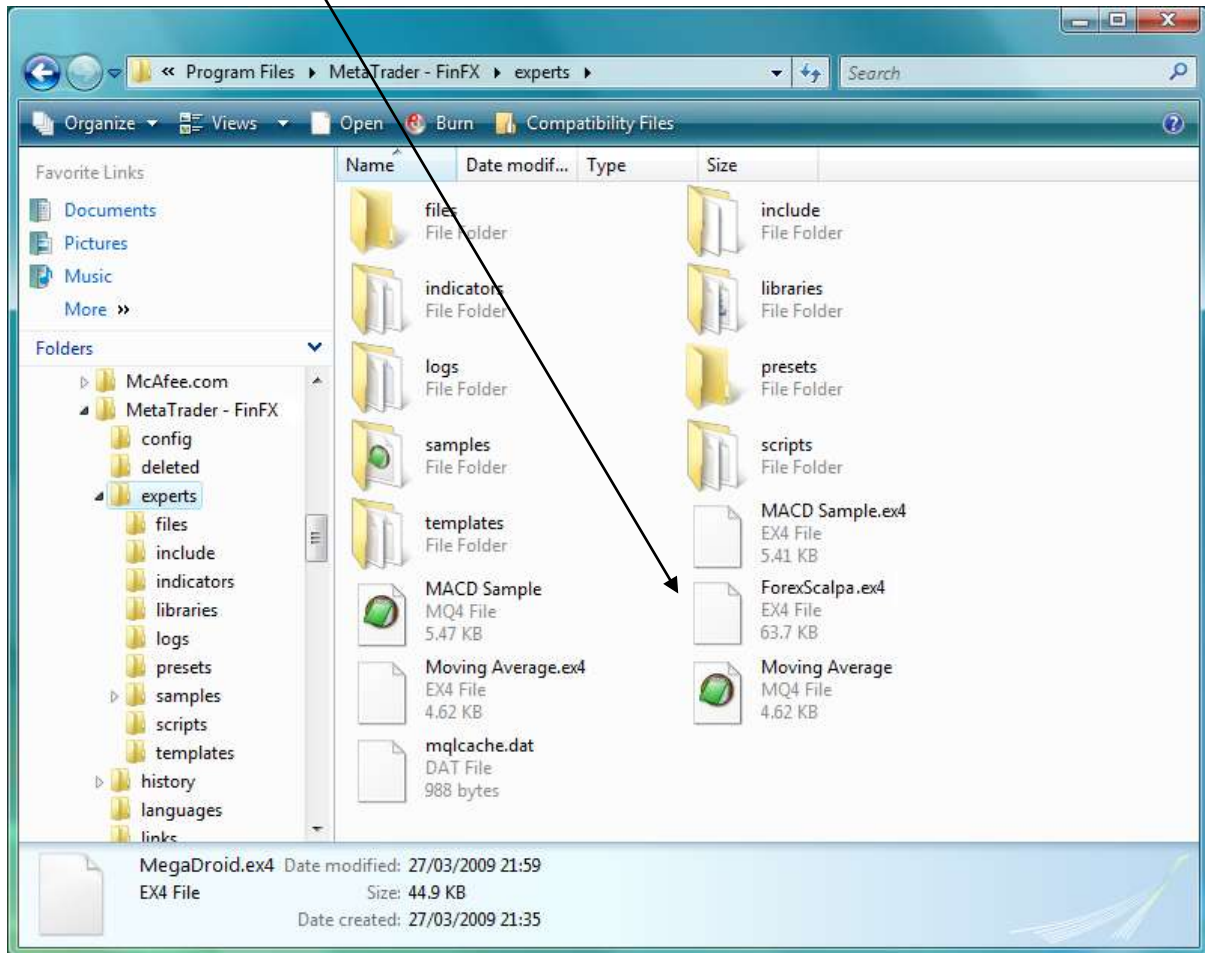 « Program Files ▸ MetaTrader - FinFX ▸ experts ▸
Search
Organize Views Open Burn Compatibility Files
Favorite Links
Documents
Pictures
Music
More »
Folders
McAfee.com
MetaTrader - FinFX
config
deleted
experts
files
include
indicators
libraries
logs
presets
samples
scripts
templates
history
languages
links
Name Date modif... Type Size
files
File Folder
include
File Folder
indicators
File Folder
libraries
File Folder
logs
File Folder
presets
File Folder
samples
File Folder
scripts
File Folder
templates
File Folder
MACD Sample.ex4
EX4 File
5.41 KB
MACD Sample
MQ4 File
5.47 KB
ForexScalpa.ex4
EX4 File
63.7 KB
Moving Average.ex4
EX4 File
4.62 KB
Moving Average
MQ4 File
4.62 KB
mqlcache.dat
DAT File
988 bytes
MegaDroid.ex4 Date modified: 27/03/2009 21:59
EX4 File Size: 44.9 KB
Date created: 27/03/2009 21:35